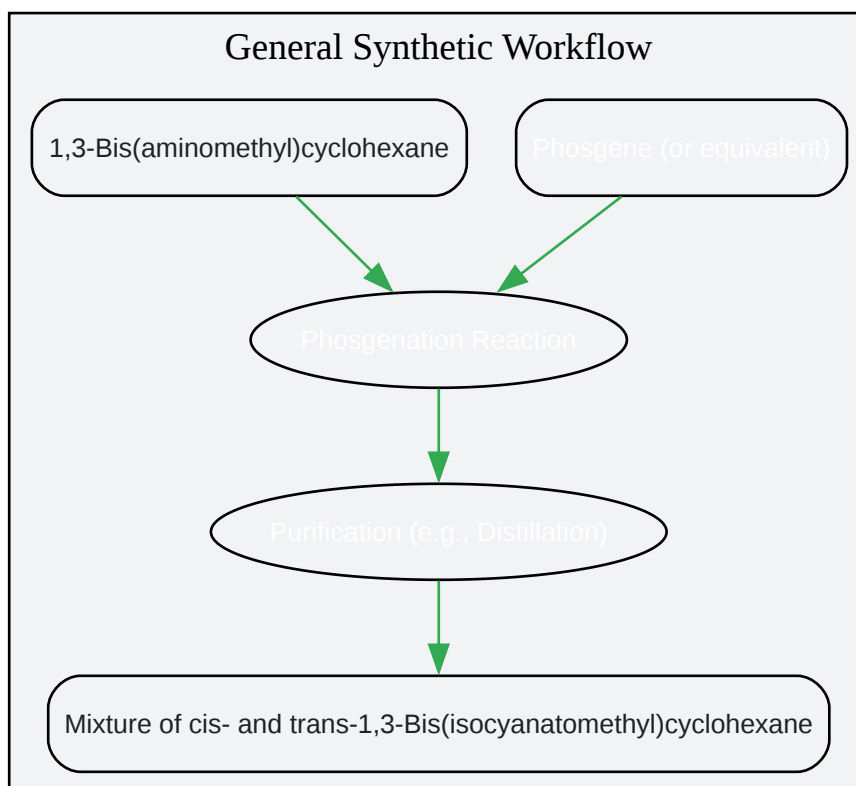 General Synthetic Workflow
1,3-Bis(aminomethyl)cyclohexane
Phosgene (or equivalent)
Phosgenation Reaction
Purification (e.g., Distillation)
Mixture of cis- and trans-1,3-Bis(isocyanatomethyl)cyclohexane